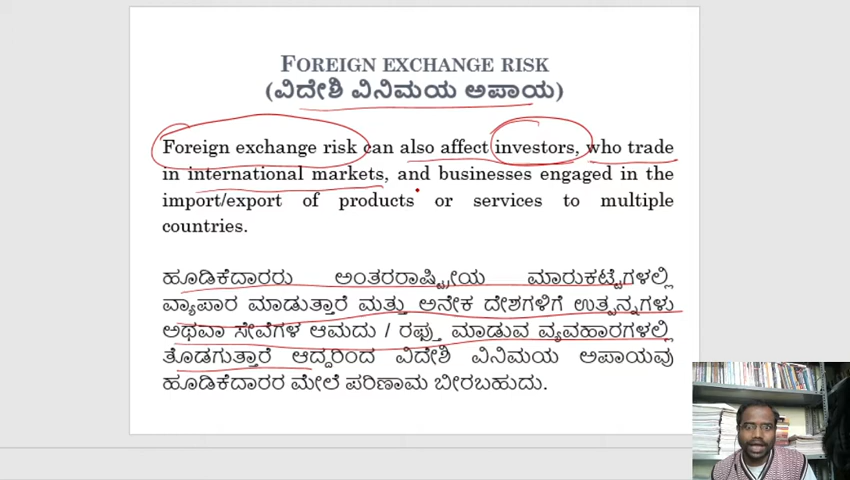 FOREIGN EXCHANGE RISK
(ವಿದೇಶಿ ವಿನಿಮಯ ಅಪಾಯ)
Foreign exchange risk can also affect investors, who trade
in international markets, and businesses engaged in the
import/export of products or services to multiple
countries.
ಹೂಡಿಕೆದಾರರು ಅಂತರರಾಷ್ಟ್ರೀಯ ಮಾರುಕಟ್ಟೆಗಳಲ್ಲಿ
ವ್ಯಾಪಾರ ಮಾಡುತ್ತಾರೆ ಮತ್ತು ಅನೇಕ ದೇಶಗಳಿಗೆ ಉತ್ಪನ್ನಗಳು
ಅಥವಾ ಸೇವೆಗಳ ಆಮದು / ರಫ್ತು ಮಾಡುವ ವ್ಯವಹಾರಗಳಲ್ಲಿ
ತೊಡಗುತ್ತಾರೆ ಆದ್ದರಿಂದ ವಿದೇಶಿ ವಿನಿಮಯ ಅಪಾಯವು
ಹೂಡಿಕೆದಾರರ ಮೇಲೆ ಪರಿಣಾಮ ಬೀರಬಹುದು.